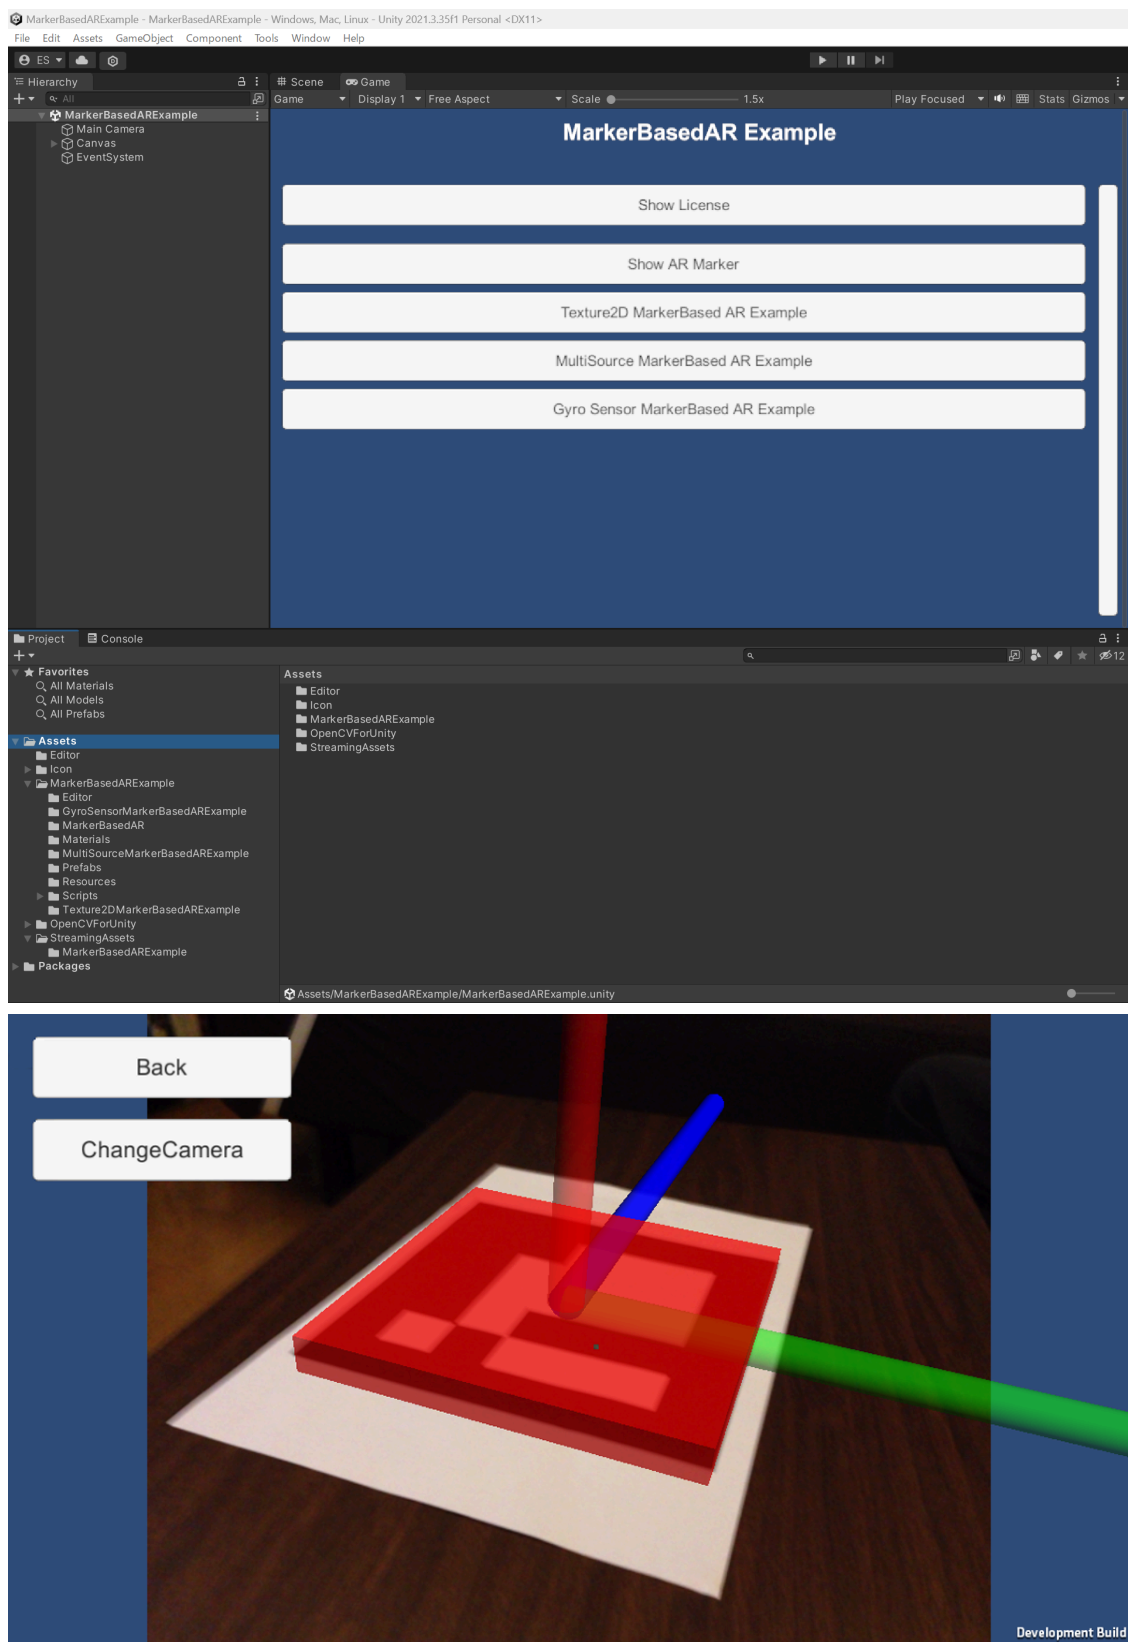 MarkerBasedARExample - MarkerBasedARExample - Windows, Mac, Linux - Unity 2021.3.35f1 Personal <DX11>
File Edit Assets GameObject Component Tools Window Help
ES
Hierarchy
All
MarkerBasedARExample
Main Camera
Canvas
EventSystem
Scene Game
Game Display 1 Free Aspect Scale 1.5x Play Focused Stats Gizmos
MarkerBasedAR Example
Show License
Show AR Marker
Texture2D MarkerBased AR Example
MultiSource MarkerBased AR Example
Gyro Sensor MarkerBased AR Example
Project Console
12
Favorites
All Materials
All Models
All Prefabs
Assets
Editor
Icon
MarkerBasedARExample
Editor
GyroSensorMarkerBasedARExample
MarkerBasedAR
Materials
MultiSourceMarkerBasedARExample
Prefabs
Resources
Scripts
Texture2DMarkerBasedARExample
OpenCVForUnity
StreamingAssets
MarkerBasedARExample
Packages
Assets
Editor
Icon
MarkerBasedARExample
OpenCVForUnity
StreamingAssets
Assets/MarkerBasedARExample/MarkerBasedARExample.unity
Back
ChangeCamera
Development Build